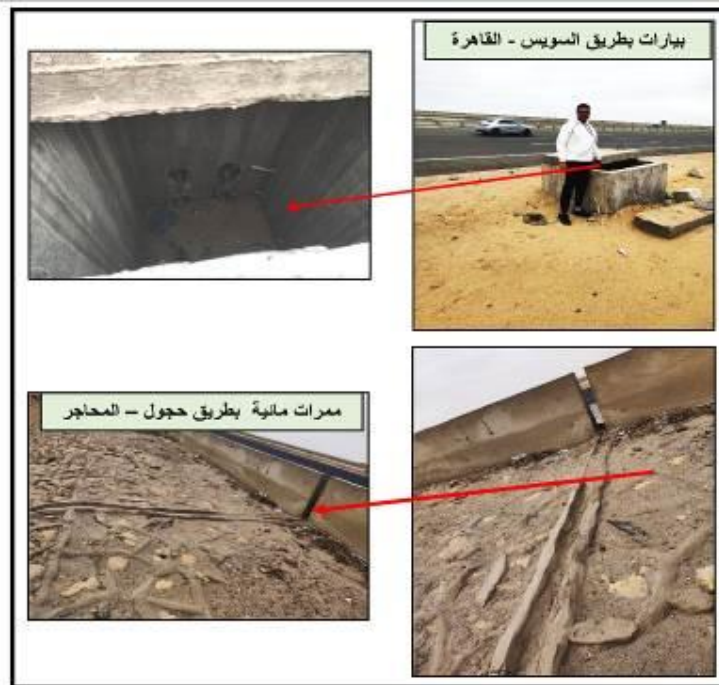 بيارات بطريق السويس - القاهرة
ممرات مائية بطريق حجول – المحاجر